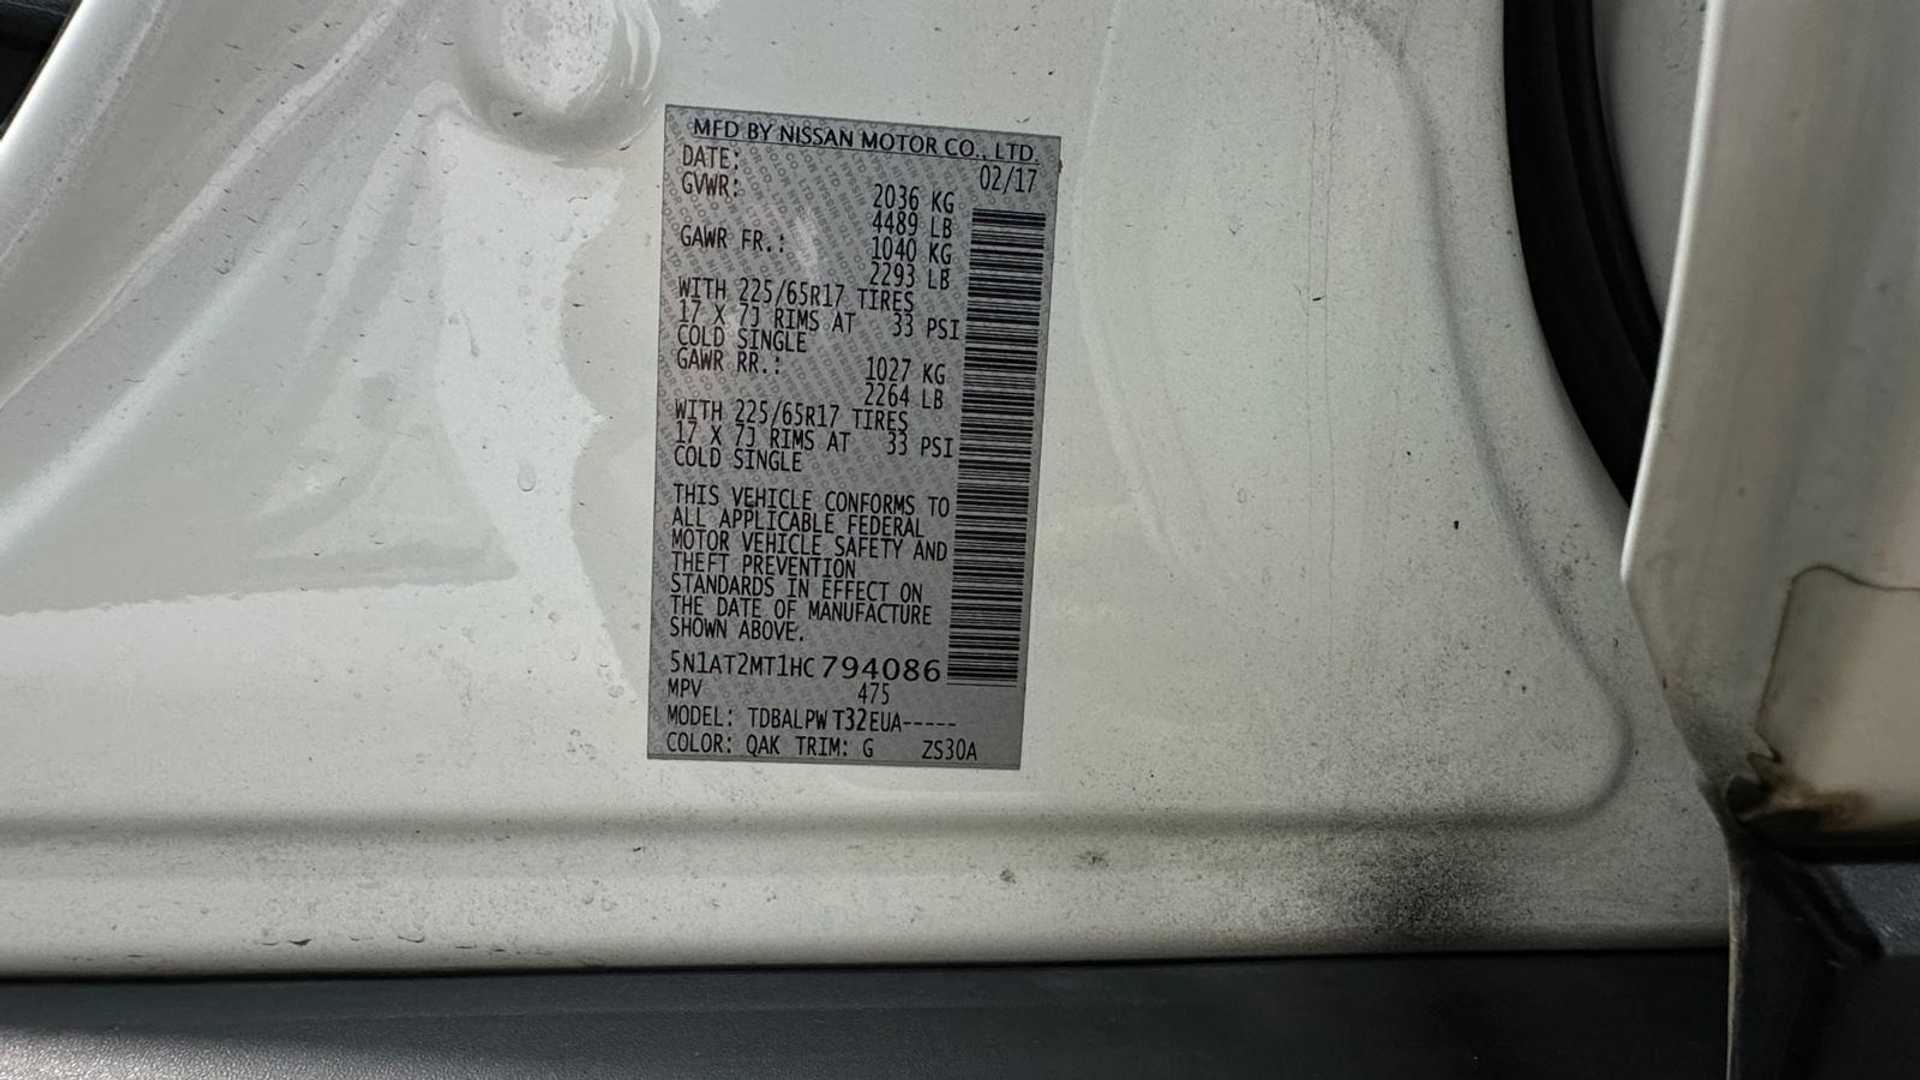 MFD BY NISSAN MOTOR CO., LTD.
DATE: 02/17
GVWR: 2036 KG
4489 LB
GAWR FR.: 1040 KG
2293 LB
WITH 225/65R17 TIRES
17 X 7J RIMS AT 33 PSI
COLD SINGLE
GAWR RR.: 1027 KG
2264 LB
WITH 225/65R17 TIRES
17 X 7J RIMS AT 33 PSI
COLD SINGLE
THIS VEHICLE CONFORMS TO
ALL APPLICABLE FEDERAL
MOTOR VEHICLE SAFETY AND
THEFT PREVENTION
STANDARDS IN EFFECT ON
THE DATE OF MANUFACTURE
SHOWN ABOVE.
5N1AT2MT1HC794086
MPV 475
MODEL: TDBALPWT32EUA-----
COLOR: QAK TRIM: G ZS30A